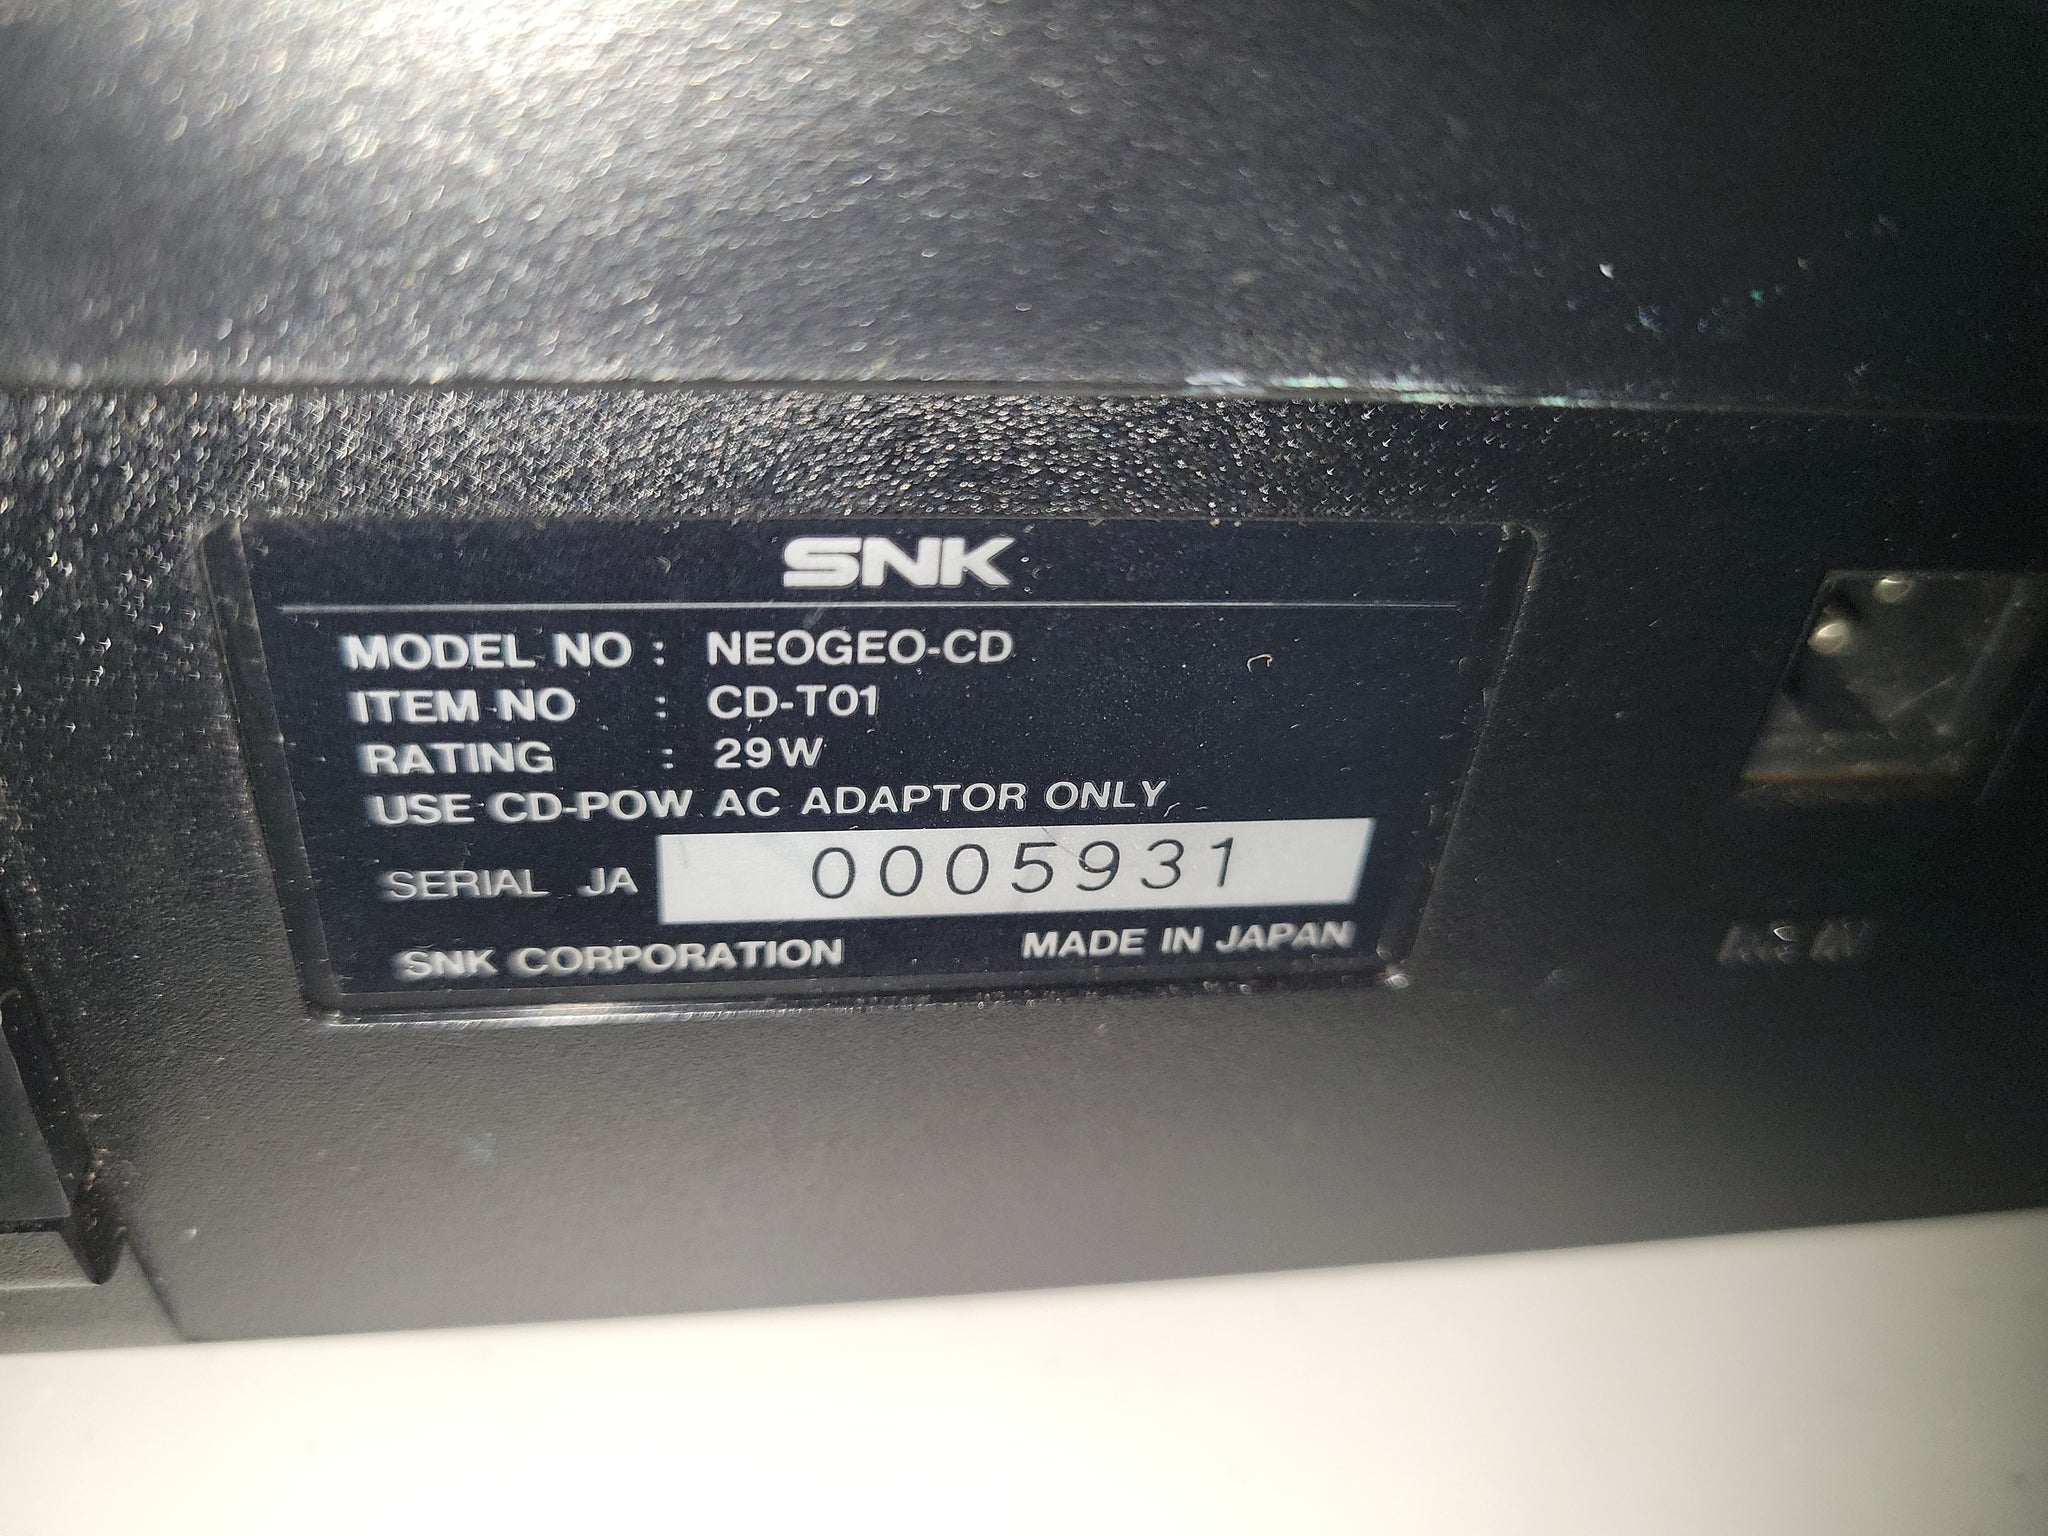 SNK
MODEL NO : NEOGEO-CD
ITEM NO : CD-T01
RATING : 29W
USE CD-POW AC ADAPTOR ONLY
SERIAL JA 0005931
SNK CORPORATION MADE IN JAPAN